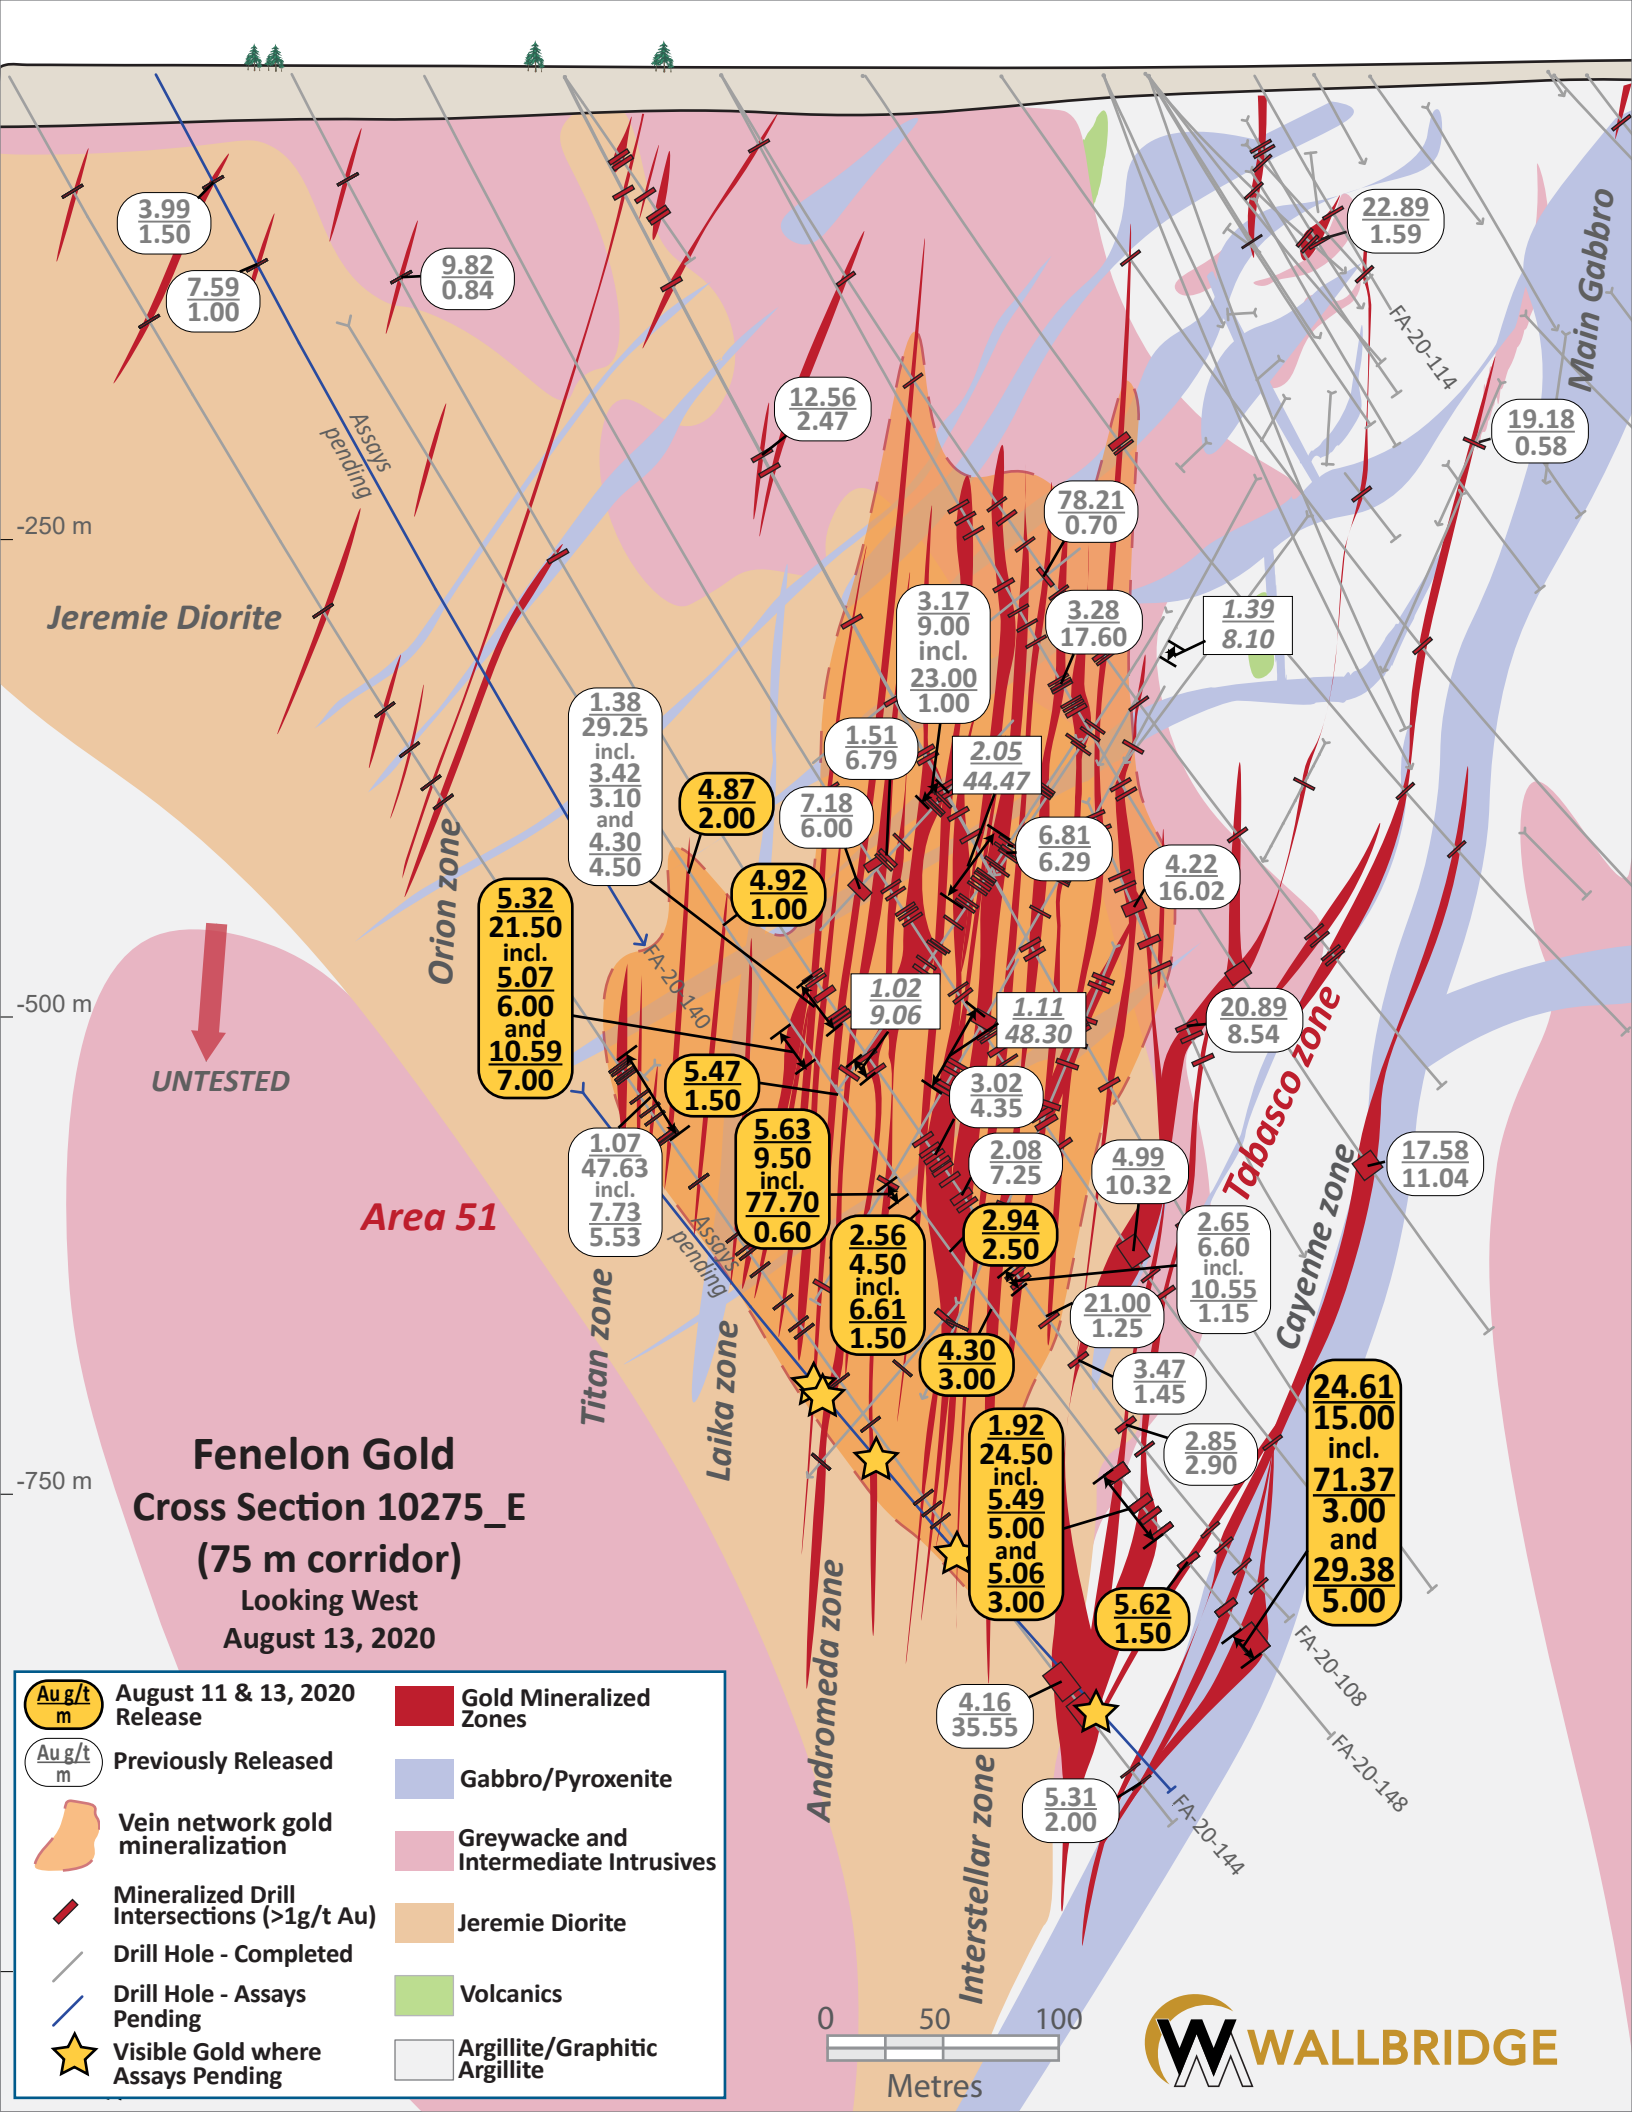 3.99
1.50
7.59
1.00
9.82
0.84
22.89
1.59
Main Gabbro
FA-20-114
12.56
2.47
19.18
0.58
Assays
pending
-250 m
78.21
0.70
Jeremie Diorite
3.17
9.00
incl.
23.00
1.00
3.28
17.60
1.39
8.10
1.38
29.25
incl.
3.42
3.10
and
4.30
4.50
1.51
6.79
2.05
44.47
4.87
2.00
7.18
6.00
6.81
6.29
4.22
16.02
4.92
1.00
Orion zone
5.32
21.50
incl.
5.07
6.00
and
10.59
7.00
FA-20-140
-500 m
1.02
9.06
1.11
48.30
20.89
8.54
UNTESTED
5.47
1.50
3.02
4.35
Tabasco zone
1.07
47.63
incl.
7.73
5.53
5.63
9.50
incl.
77.70
0.60
2.08
7.25
4.99
10.32
17.58
11.04
Area 51
Assays
pending
2.56
4.50
incl.
6.61
1.50
2.94
2.50
2.65
6.60
incl.
10.55
1.15
Cayenne zone
21.00
1.25
Titan zone
Laika zone
4.30
3.00
3.47
1.45
24.61
15.00
incl.
71.37
3.00
and
29.38
5.00
1.92
24.50
incl.
5.49
5.00
and
5.06
3.00
2.85
2.90
-750 m
Fenelon Gold
Cross Section 10275_E
(75 m corridor)
Looking West
August 13, 2020
Andromeda zone
5.62
1.50
FA-20-108
4.16
35.55
FA-20-148
5.31
2.00
FA-20-144
Interstellar zone
Au g/t
m
August 11 & 13, 2020
Release
Au g/t
m
Previously Released
Vein network gold
mineralization
Mineralized Drill
Intersections (>1g/t Au)
Drill Hole - Completed
Drill Hole - Assays
Pending
Visible Gold where
Assays Pending
Gold Mineralized
Zones
Gabbro/Pyroxenite
Greywacke and
Intermediate Intrusives
Jeremie Diorite
Volcanics
Argillite/Graphitic
Argillite
0 50 100
Metres
WALLBRIDGE